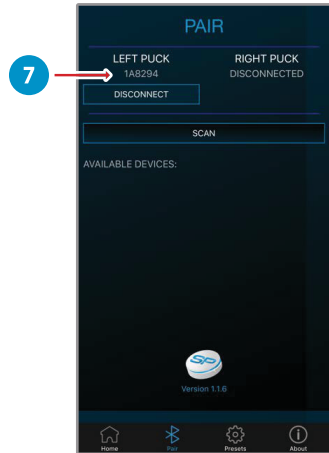 PAIR
LEFT PUCK RIGHT PUCK
7 1A8294 DISCONNECTED
DISCONNECT
SCAN
AVAILABLE DEVICES:
SP
Version 1.1.6
Home Pair Presets About